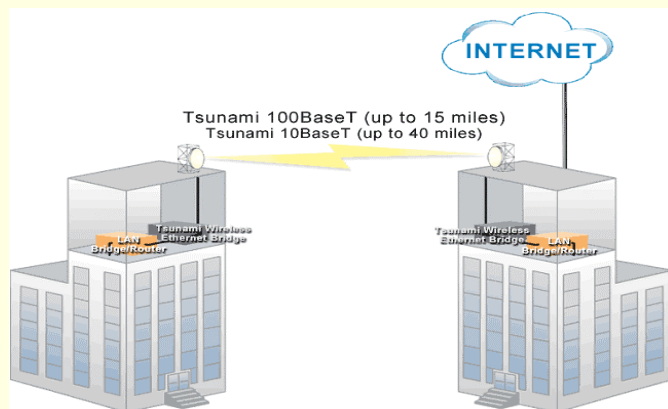 INTERNET
Tsunami 100BaseT (up to 15 miles)
Tsunami 10BaseT (up to 40 miles)
Tsunami Wireless
Ethernet Bridge
LAN
Bridge/Router
Tsunami Wireless
Ethernet Bridge
LAN
Bridge/Router